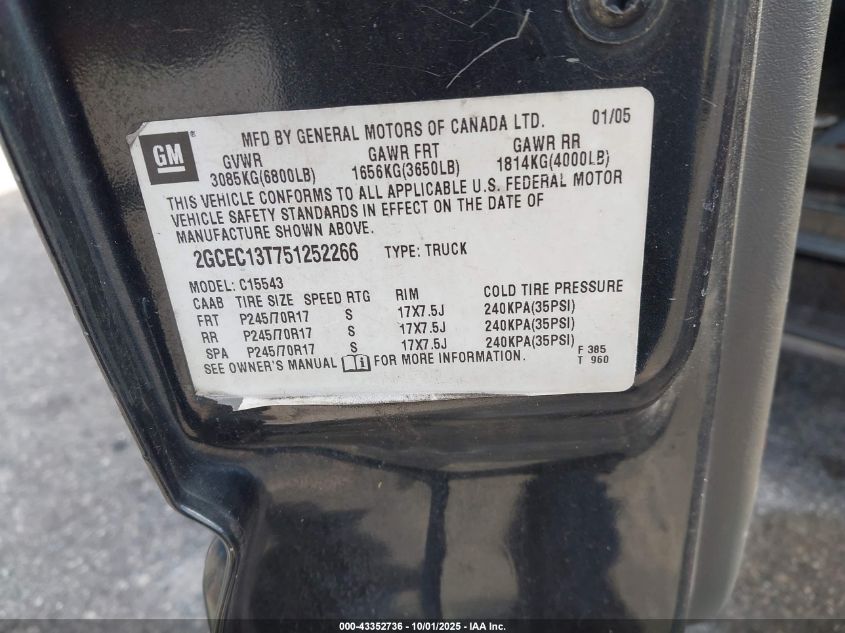 GM ®
MFD BY GENERAL MOTORS OF CANADA LTD. 01/05
GVWR GAWR FRT GAWR RR
3085KG(6800LB) 1656KG(3650LB) 1814KG(4000LB)
THIS VEHICLE CONFORMS TO ALL APPLICABLE U.S. FEDERAL MOTOR
VEHICLE SAFETY STANDARDS IN EFFECT ON THE DATE OF
MANUFACTURE SHOWN ABOVE.
2GCEC13T751252266 TYPE: TRUCK
MODEL: C15543
CAAB TIRE SIZE SPEED RTG RIM COLD TIRE PRESSURE
FRT P245/70R17 S 17X7.5J 240KPA(35PSI)
RR P245/70R17 S 17X7.5J 240KPA(35PSI)
SPA P245/70R17 S 17X7.5J 240KPA(35PSI)
SEE OWNER'S MANUAL i FOR MORE INFORMATION.
F 385
T 960
000-43352736 - 10/01/2025 - IAA Inc.